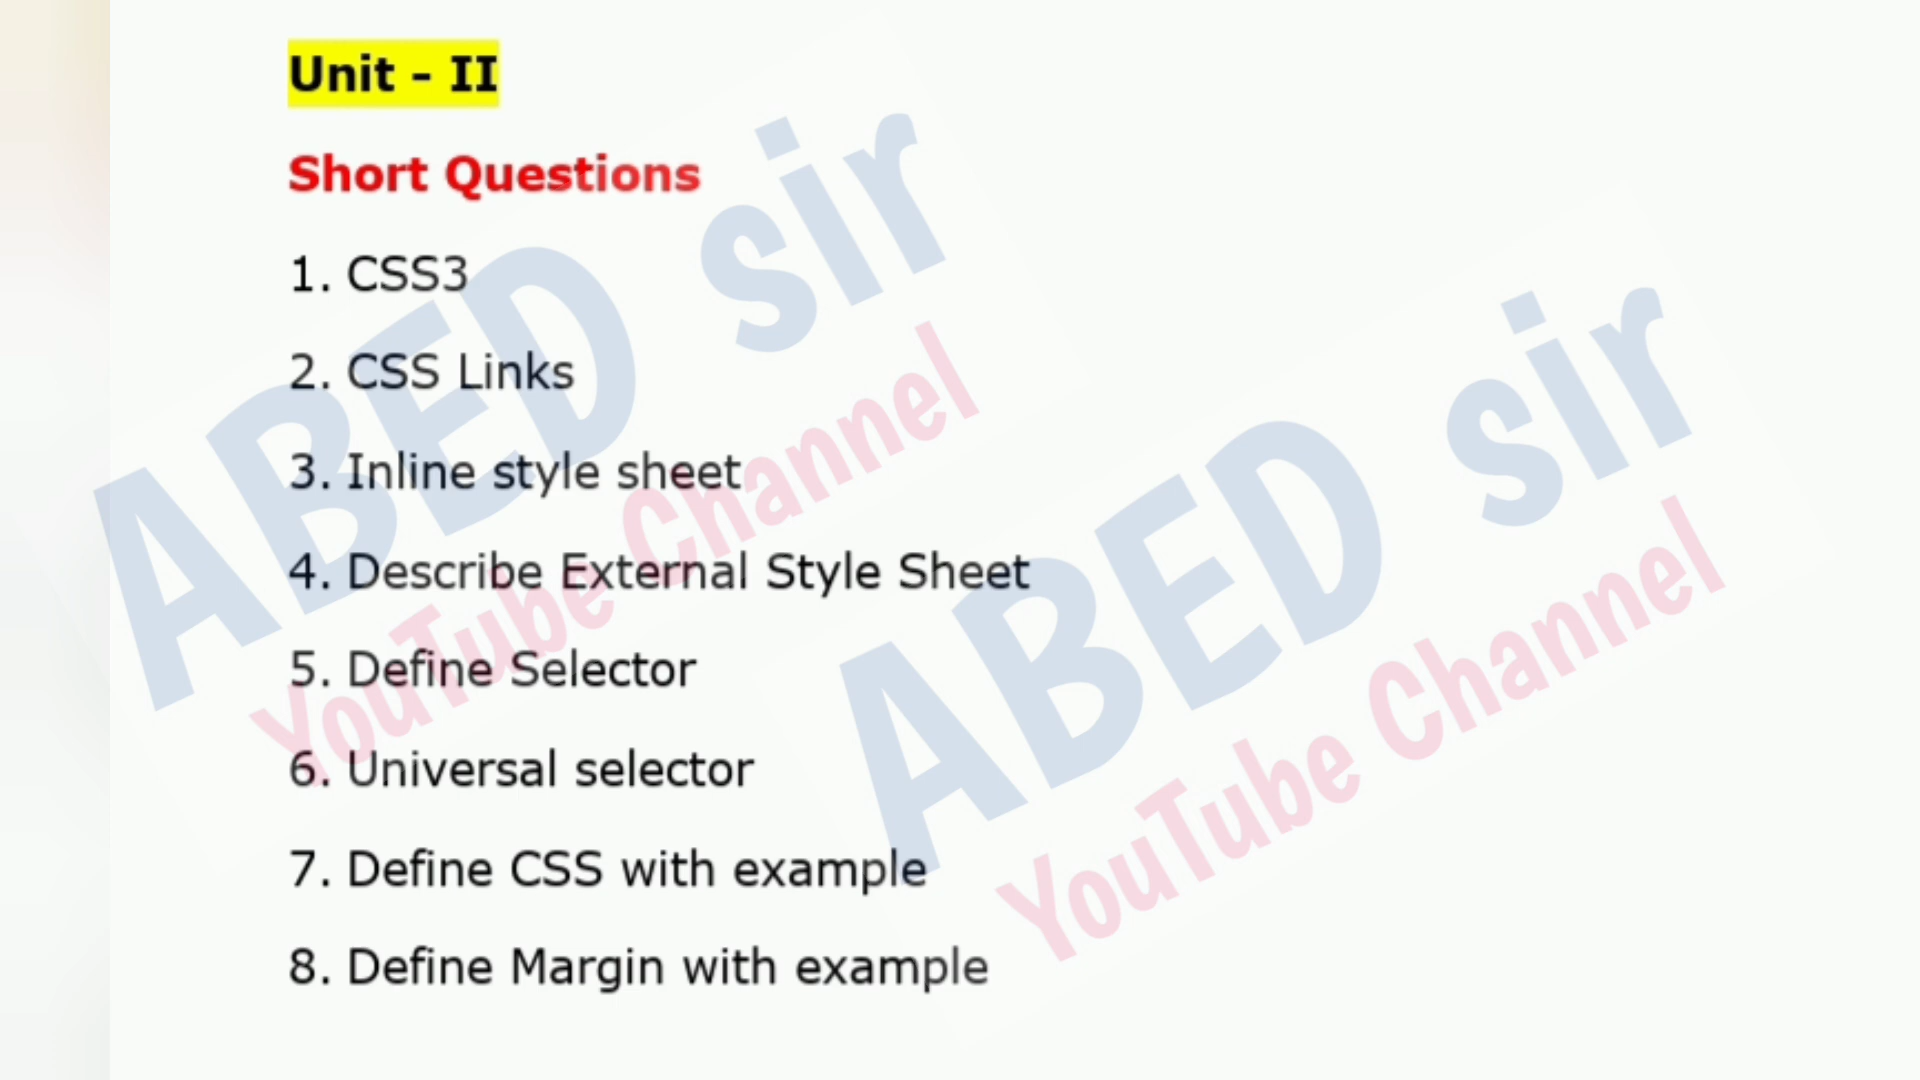 Unit - II
Short Questions
1. CSS3
2. CSS Links
3. Inline style sheet
4. Describe External Style Sheet
5. Define Selector
6. Universal selector
7. Define CSS with example
8. Define Margin with example
ABED sir
YouTube Channel
ABED sir
YouTube Channel